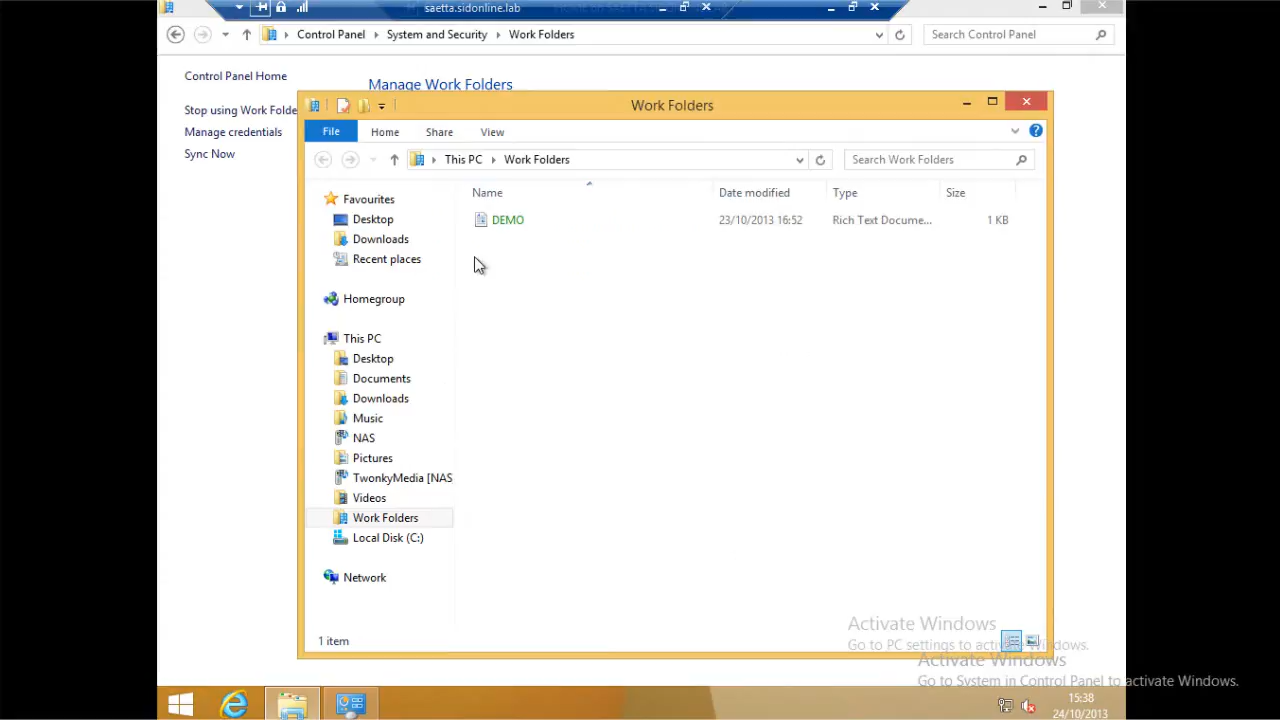 saetta.sidonline.lab
Control Panel
System and Security
Work Folders
Search Control Panel
Control Panel Home
Manage Work Folders
Stop using Work Folde
Manage credentials
Sync Now
Work Folders
File
Home
Share
View
This PC
Work Folders
Search Work Folders
Name
Date modified
Type
Size
DEMO
23/10/2013 16:52
Rich Text Docume...
1 KB
Favourites
Desktop
Downloads
Recent places
Homegroup
This PC
Desktop
Documents
Downloads
Music
NAS
Pictures
TwonkyMedia [NAS
Videos
Work Folders
Local Disk (C:)
Network
1 item
Activate Windows
Go to PC settings to activate Windows.
Activate Windows
Go to System in Control Panel to activate Windows.
15:38
24/10/2013